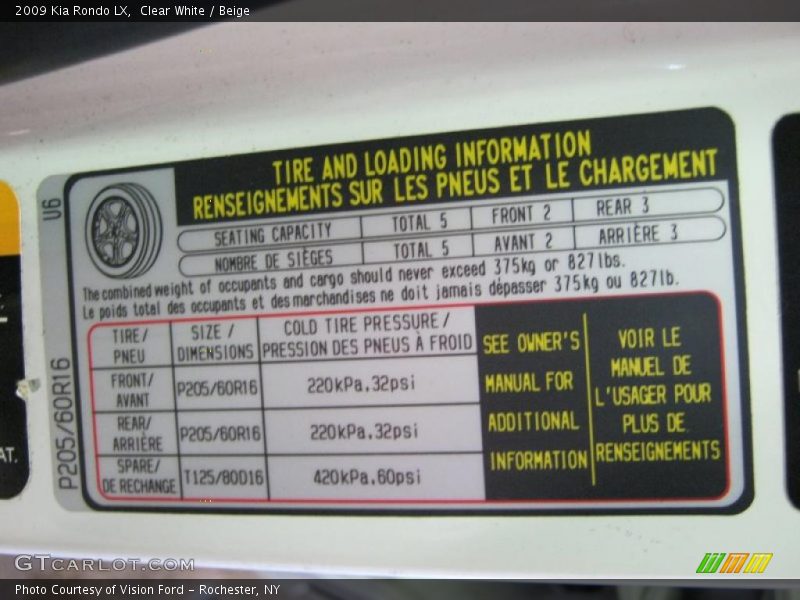 2009 Kia Rondo LX,  Clear White / Beige
TIRE AND LOADING INFORMATION
RENSEIGNEMENTS SUR LES PNEUS ET LE CHARGEMENT
U6
SEATING CAPACITY TOTAL 5 FRONT 2 REAR 3
NOMBRE DE SIÈGES TOTAL 5 AVANT 2 ARRIÈRE 3
The combined weight of occupants and cargo should never exceed 375kg or 827lbs.
Le poids total des occupants et des marchandises ne doit jamais dépasser 375kg ou 827lb.
TIRE/
PNEU
SIZE /
DIMENSIONS
COLD TIRE PRESSURE /
PRESSION DES PNEUS À FROID
FRONT/
AVANT
P205/60R16
220kPa.32psi
REAR/
ARRIÈRE
P205/60R16
220kPa.32psi
SPARE/
DE RECHANGE
T125/80D16
420kPa.60psi
SEE OWNER'S
MANUAL FOR
ADDITIONAL
INFORMATION
VOIR LE
MANUEL DE
L'USAGER POUR
PLUS DE
RENSEIGNEMENTS
P205/60R16
AT.
GTCARLOT.COM
Photo Courtesy of Vision Ford – Rochester, NY